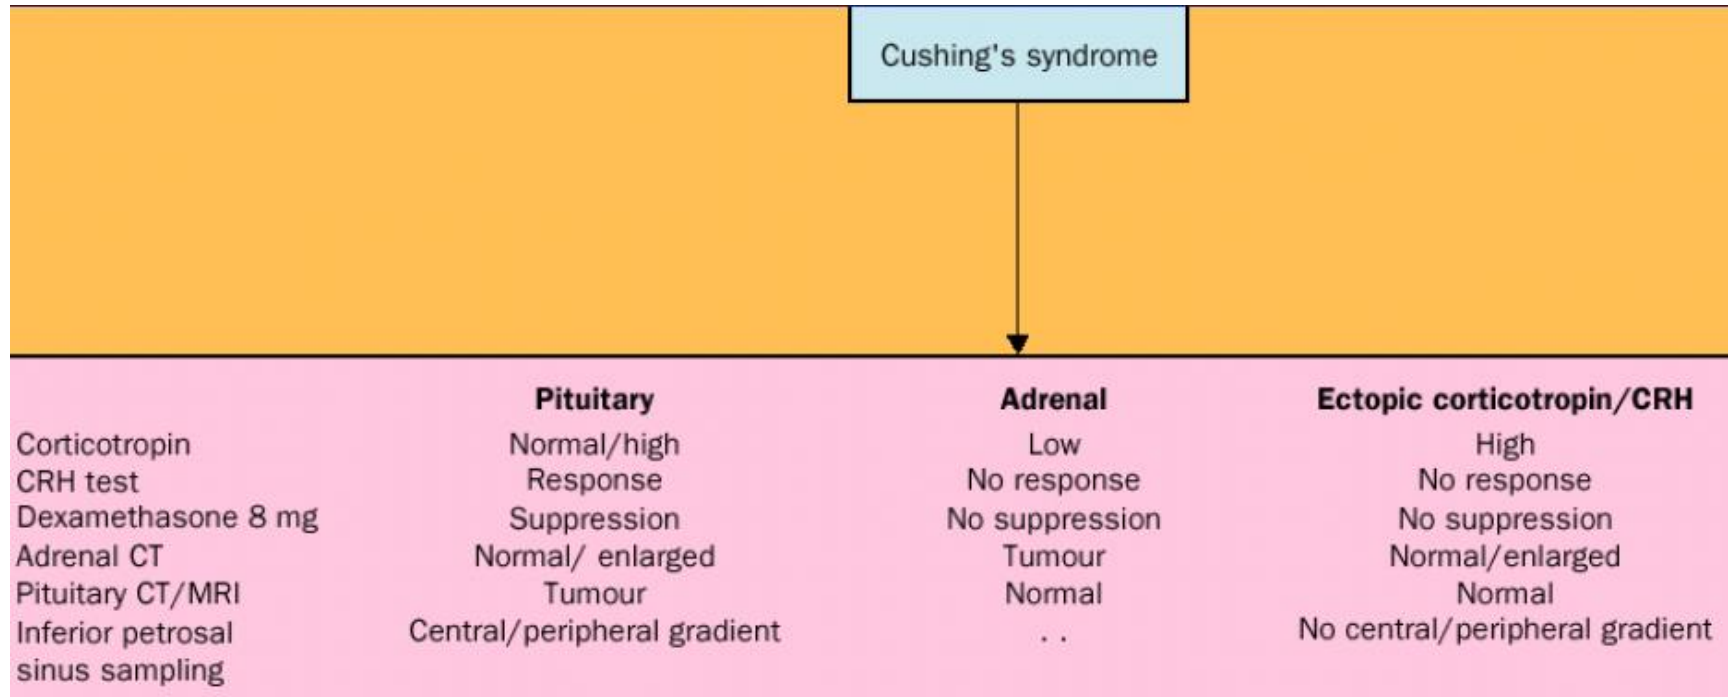 Cushing's syndrome
Pituitary Adrenal Ectopic corticotropin/CRH
Corticotropin Normal/high Low High
CRH test Response No response No response
Dexamethasone 8 mg Suppression No suppression No suppression
Adrenal CT Normal/ enlarged Tumour Normal/enlarged
Pituitary CT/MRI Tumour Normal Normal
Inferior petrosal Central/peripheral gradient . . No central/peripheral gradient
sinus sampling